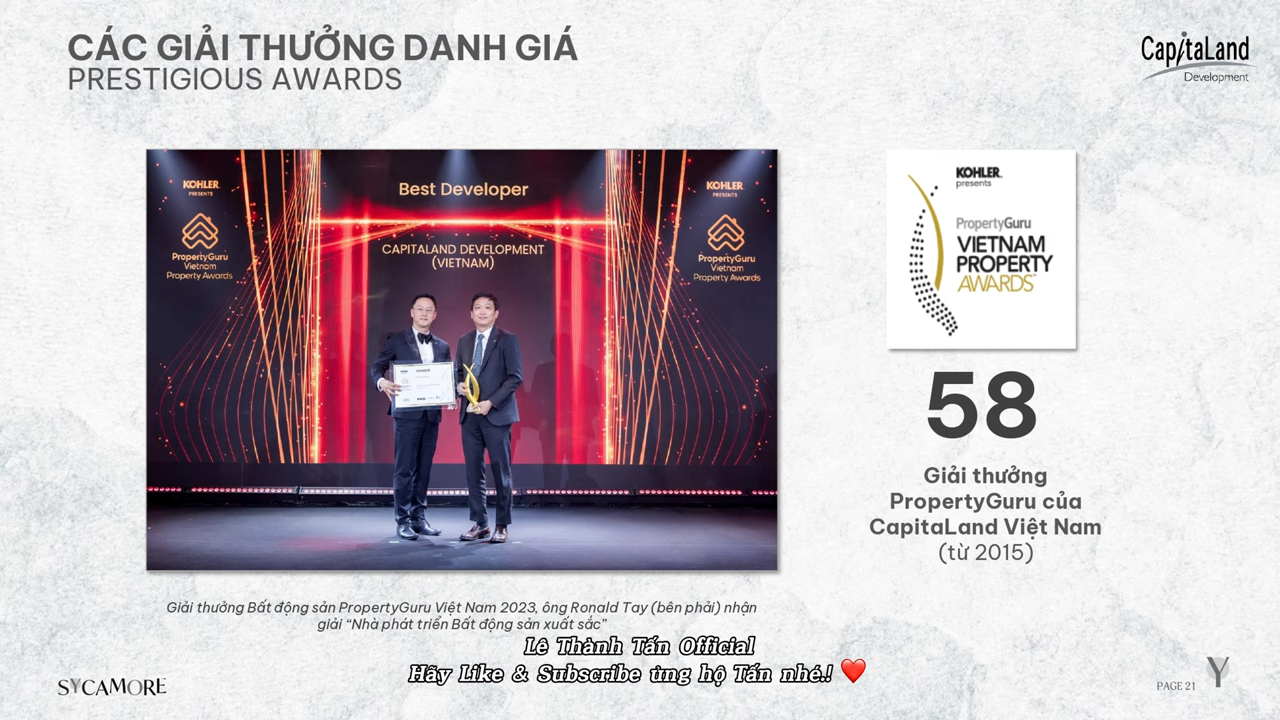 CÁC GIẢI THƯỞNG DANH GIÁ
PRESTIGIOUS AWARDS
CapitaLand
Development
KOHLER
PRESENTS
PropertyGuru
Vietnam
Property Awards
Best Developer
CAPITALAND DEVELOPMENT
(VIETNAM)
KOHLER
PRESENTS
PropertyGuru
Vietnam
Property Awards
KOHLER
presents
PropertyGuru
VIETNAM
PROPERTY
AWARDS
58
Giải thưởng
PropertyGuru của
CapitaLand Việt Nam
(từ 2015)
Giải thưởng Bất động sản PropertyGuru Việt Nam 2023, ông Ronald Tay (bên phải) nhận
giải “Nhà phát triển Bất động sản xuất sắc”
Lê Thành Tấn Official
Hãy Like & Subscribe ủng hộ Tấn nhé.! ❤️
SYCAMORE
PAGE 21
Y